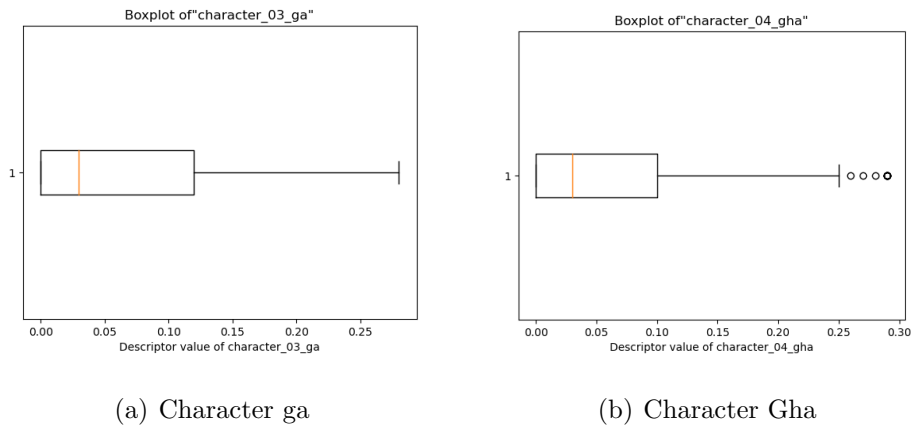 Boxplot of"character_03_ga"
1
0.00 0.05 0.10 0.15 0.20 0.25
Descriptor value of character_03_ga
(a) Character ga
Boxplot of"character_04_gha"
1
0.00 0.05 0.10 0.15 0.20 0.25 0.30
Descriptor value of character_04_gha
(b) Character Gha